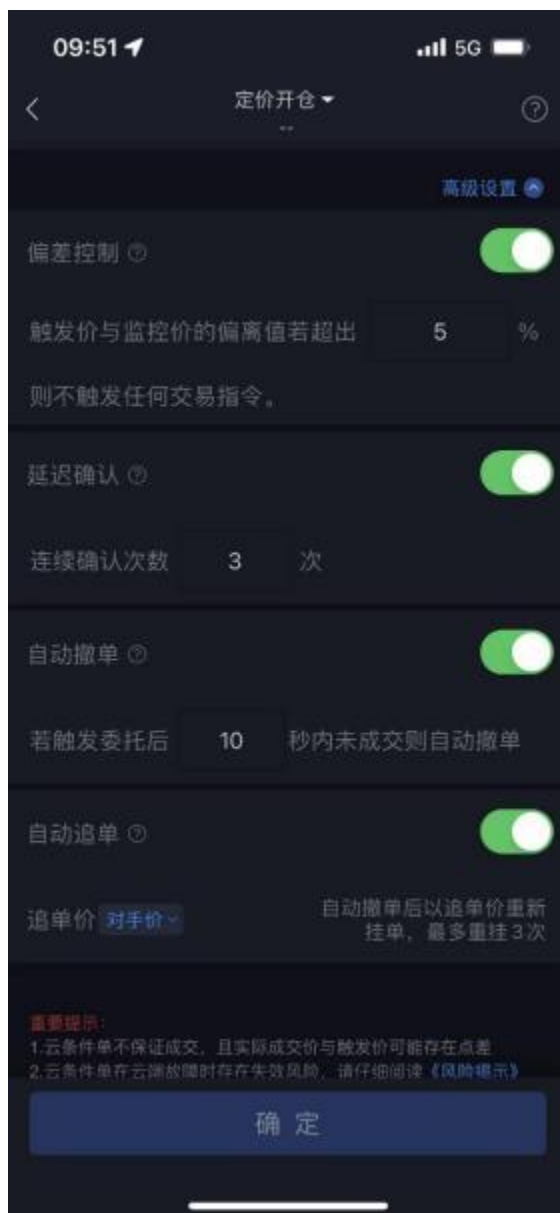 09:51
5G
定价开仓
--
高级设置
偏差控制
触发价与监控价的偏离值若超出 5 %
则不触发任何交易指令。
延迟确认
连续确认次数 3 次
自动撤单
若触发委托后 10 秒内未成交则自动撤单
自动追单
追单价 对手价
自动撤单后以追单价重新
挂单，最多重挂3次
重要提示:
1.云条件单不保证成交，且实际成交价与触发价可能存在点差
2.云条件单在云端故障时存在失效风险，请仔细阅读《风险揭示》
确 定